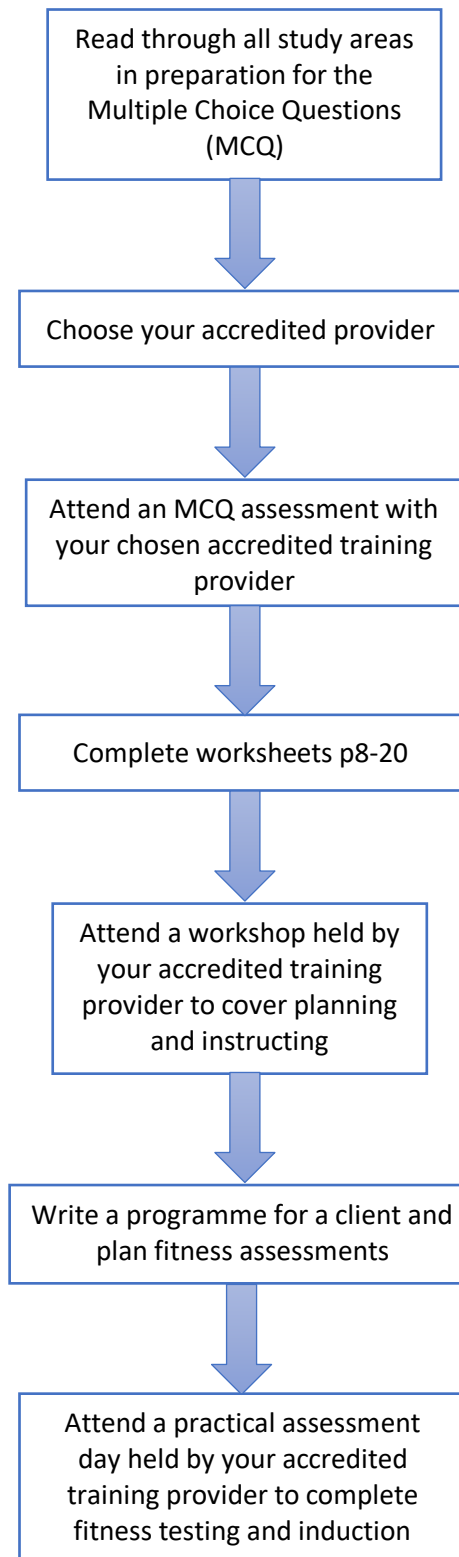 Read through all study areas
in preparation for the
Multiple Choice Questions
(MCQ)
Choose your accredited provider
Attend an MCQ assessment with
your chosen accredited training
provider
Complete worksheets p8-20
Attend a workshop held by
your accredited training
provider to cover planning
and instructing
Write a programme for a client and
plan fitness assessments
Attend a practical assessment
day held by your accredited
training provider to complete
fitness testing and induction